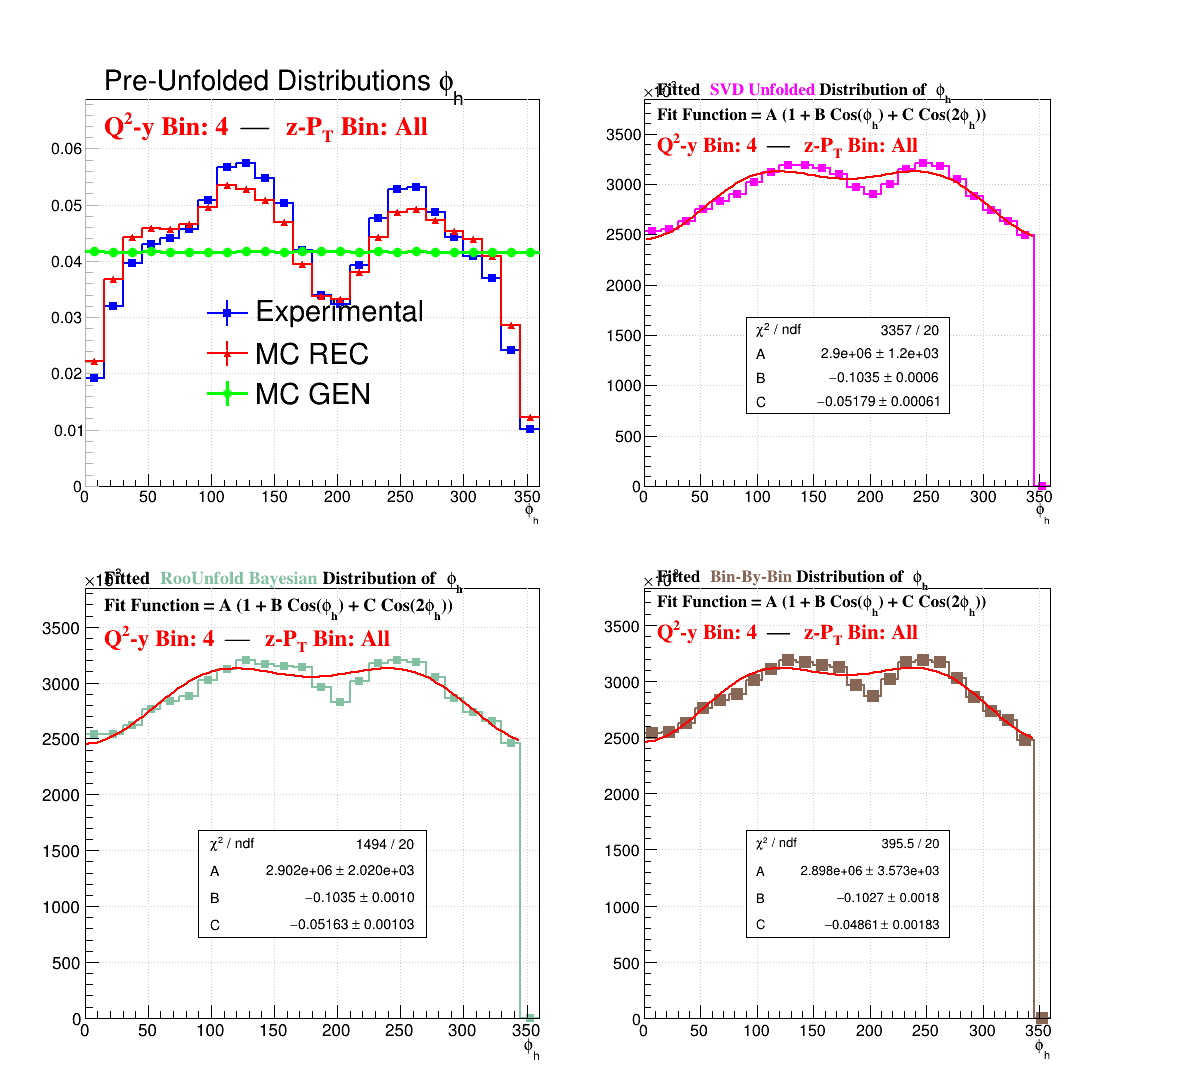 Pre-Unfolded Distributions ϕh
Q²-y Bin: 4 — z-PT Bin: All
0.06
0.05
0.04
0.03
0.02
0.01
0
Experimental
MC REC
MC GEN
0 50 100 150 200 250 300 350
ϕh
Fitted SVD Unfolded Distribution of ϕh
Fit Function = A (1 + B Cos(ϕh) + C Cos(2ϕh))
Q²-y Bin: 4 — z-PT Bin: All
3500
3000
2500
2000
1500
1000
500
0
χ² / ndf 3357 / 20
A 2.9e+06 ± 1.2e+03
B −0.1035 ± 0.0006
C −0.05179 ± 0.00061
0 50 100 150 200 250 300 350
ϕh
Fitted RooUnfold Bayesian Distribution of ϕh
Fit Function = A (1 + B Cos(ϕh) + C Cos(2ϕh))
Q²-y Bin: 4 — z-PT Bin: All
3500
3000
2500
2000
1500
1000
500
0
χ² / ndf 1494 / 20
A 2.902e+06 ± 2.020e+03
B −0.1035 ± 0.0010
C −0.05163 ± 0.00103
0 50 100 150 200 250 300 350
ϕh
Fitted Bin-By-Bin Distribution of ϕh
Fit Function = A (1 + B Cos(ϕh) + C Cos(2ϕh))
Q²-y Bin: 4 — z-PT Bin: All
3500
3000
2500
2000
1500
1000
500
0
χ² / ndf 395.5 / 20
A 2.898e+06 ± 3.573e+03
B −0.1027 ± 0.0018
C −0.04861 ± 0.00183
0 50 100 150 200 250 300 350
ϕh